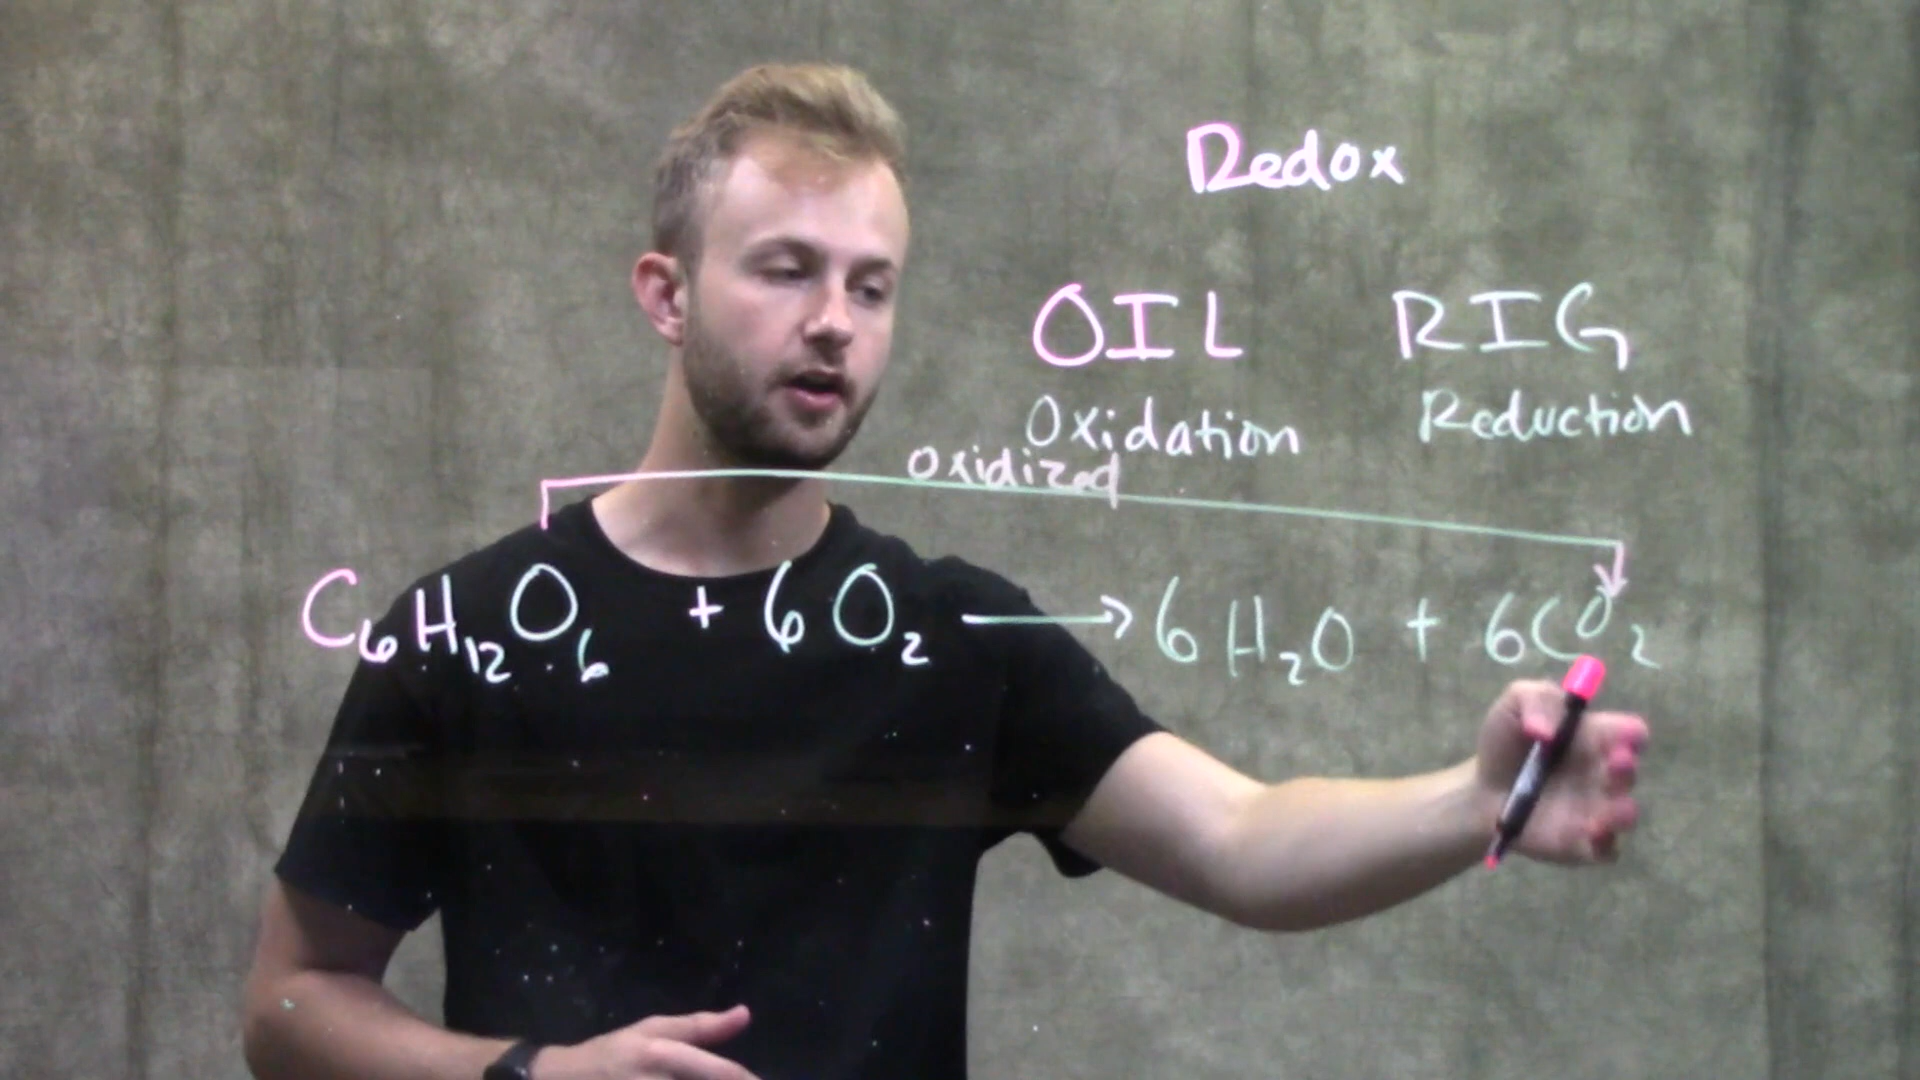 Redox
OIL RIG
Oxidation Reduction
oxidized
C₆H₁₂O₆ + 6O₂ → 6H₂O + 6CO₂